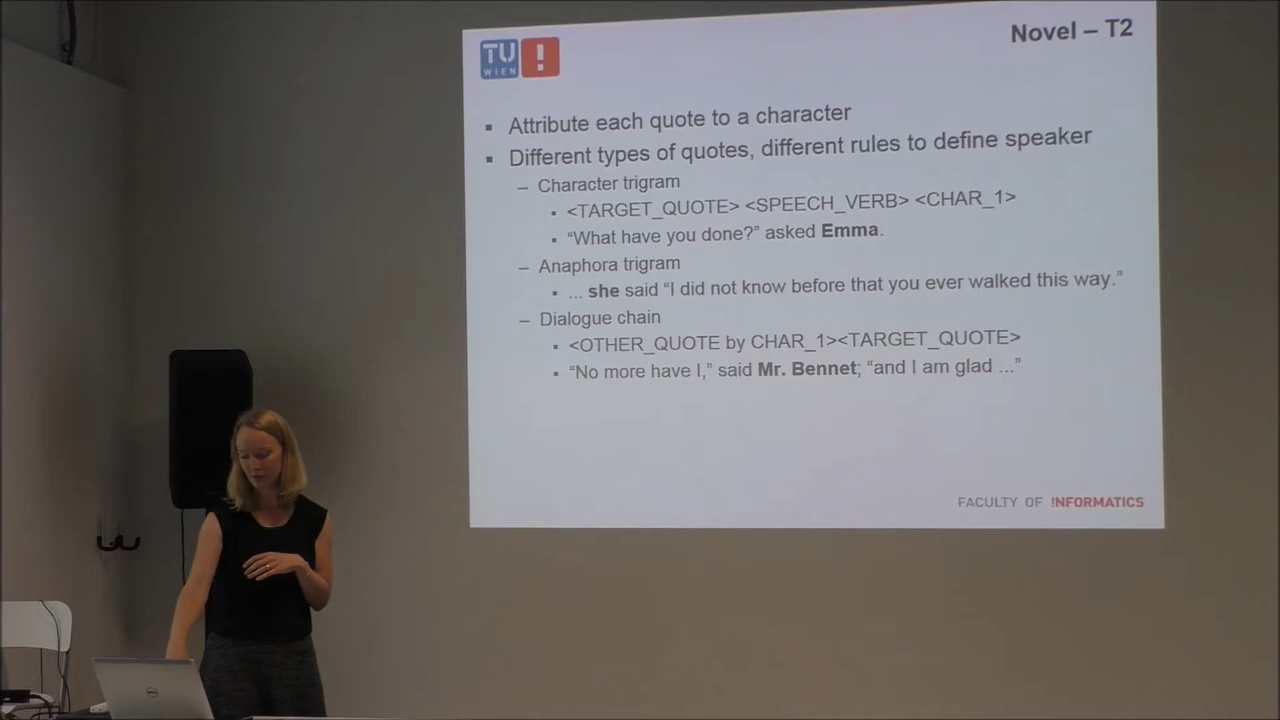 TU
WIEN
!
Novel – T2
▪ Attribute each quote to a character
▪ Different types of quotes, different rules to define speaker
– Character trigram
▪ <TARGET_QUOTE> <SPEECH_VERB> <CHAR_1>
▪ “What have you done?” asked Emma.
– Anaphora trigram
▪ ... she said “I did not know before that you ever walked this way.”
– Dialogue chain
▪ <OTHER_QUOTE by CHAR_1><TARGET_QUOTE>
▪ “No more have I,” said Mr. Bennet; “and I am glad ...”
FACULTY OF !NFORMATICS
DELL